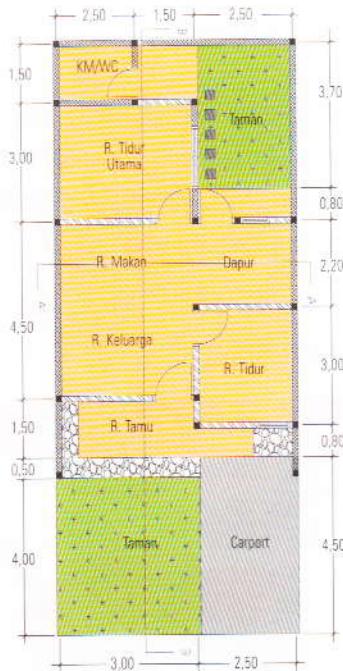 2,50 1,50 2,50
B
1,50
KM/WC
3,70
Taman
3,00
R. Tidur
Utama
0,80
R. Makan
Dapur
2,20
A
A
4,50
R. Keluarga
R. Tidur
3,00
1,50
R. Tamu
0,80
0,50
4,00
Taman
Carport
4,50
B
3,00 2,50